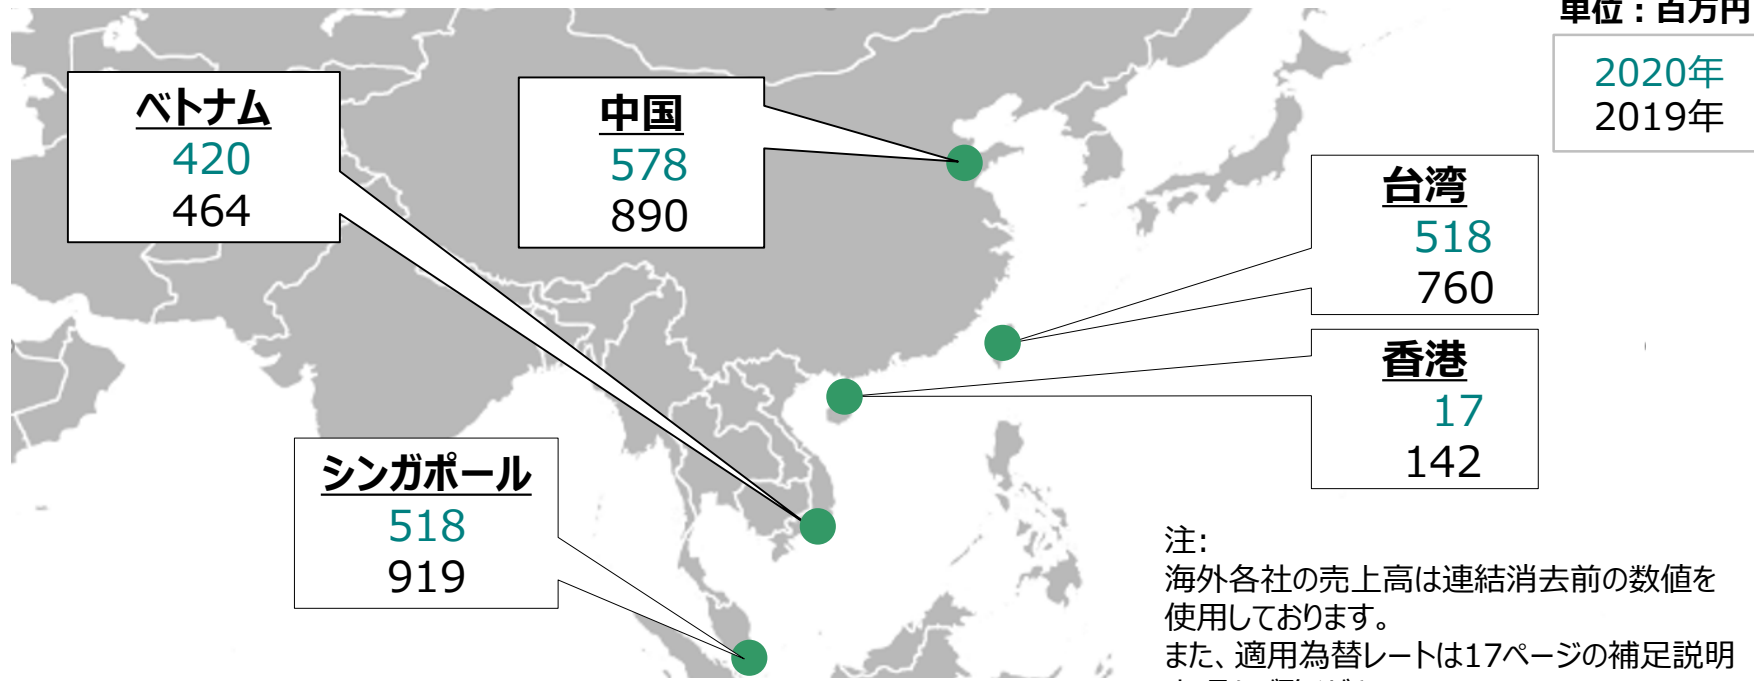 単位：百万円
2020年
2019年
ベトナム
420
464
中国
578
890
台湾
518
760
香港
17
142
シンガポール
518
919
注:
海外各社の売上高は連結消去前の数値を
使用しております。
また、適用為替レートは17ページの補足説明